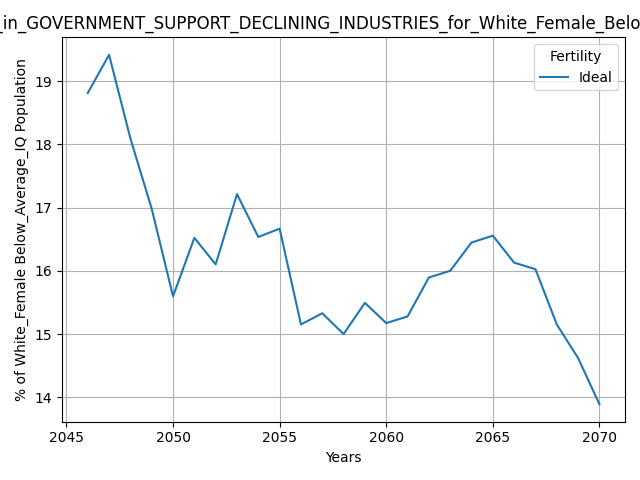 _in_GOVERNMENT_SUPPORT_DECLINING_INDUSTRIES_for_White_Female_Belo
Fertility
Ideal
% of White_Female Below_Average_IQ Population
19
18
17
16
15
14
2045
2050
2055
2060
2065
2070
Years